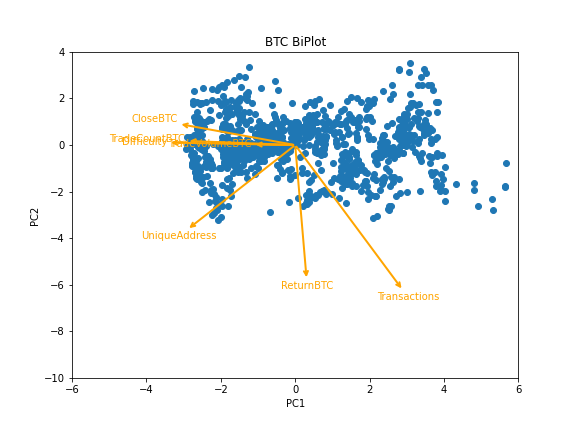 BTC BiPlot
4
2
0
−2
−4
−6
−8
−10
PC2
CloseBTC
TradeCountBTC
Difficulty
UniqueAddress
ReturnBTC
Transactions
−6
−4
−2
0
2
4
6
PC1